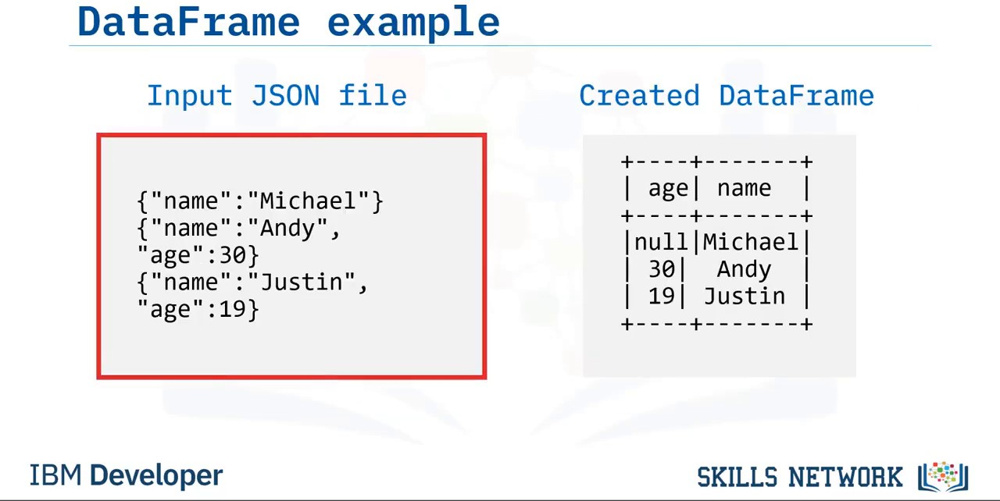 DataFrame example
Input JSON file
{"name":"Michael"}
{"name":"Andy",
"age":30}
{"name":"Justin",
"age":19}
Created DataFrame
+----+-------+
| age| name  |
+----+-------+
|null|Michael|
| 30|  Andy  |
| 19| Justin |
+----+-------+
IBM Developer
SKILLS NETWORK